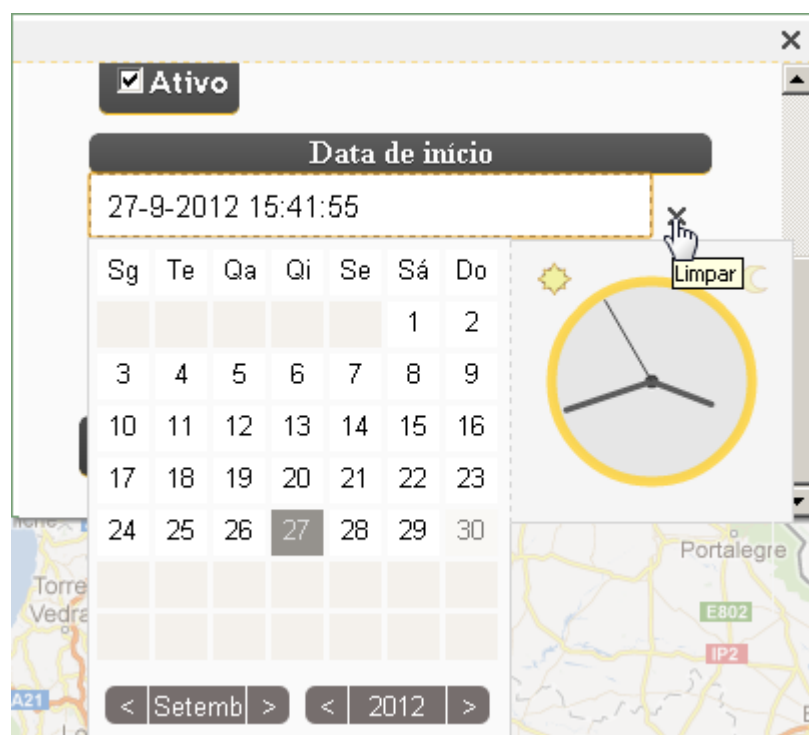 Ativo
Data de início
27-9-2012 15:41:55
Limpar
Sg Te Qa Qi Se Sá Do
1 2
3 4 5 6 7 8 9
10 11 12 13 14 15 16
17 18 19 20 21 22 23
24 25 26 27 28 29 30
Portalegre
Torre
Vedra
E802
IP2
A21
< Setemb > < 2012 >